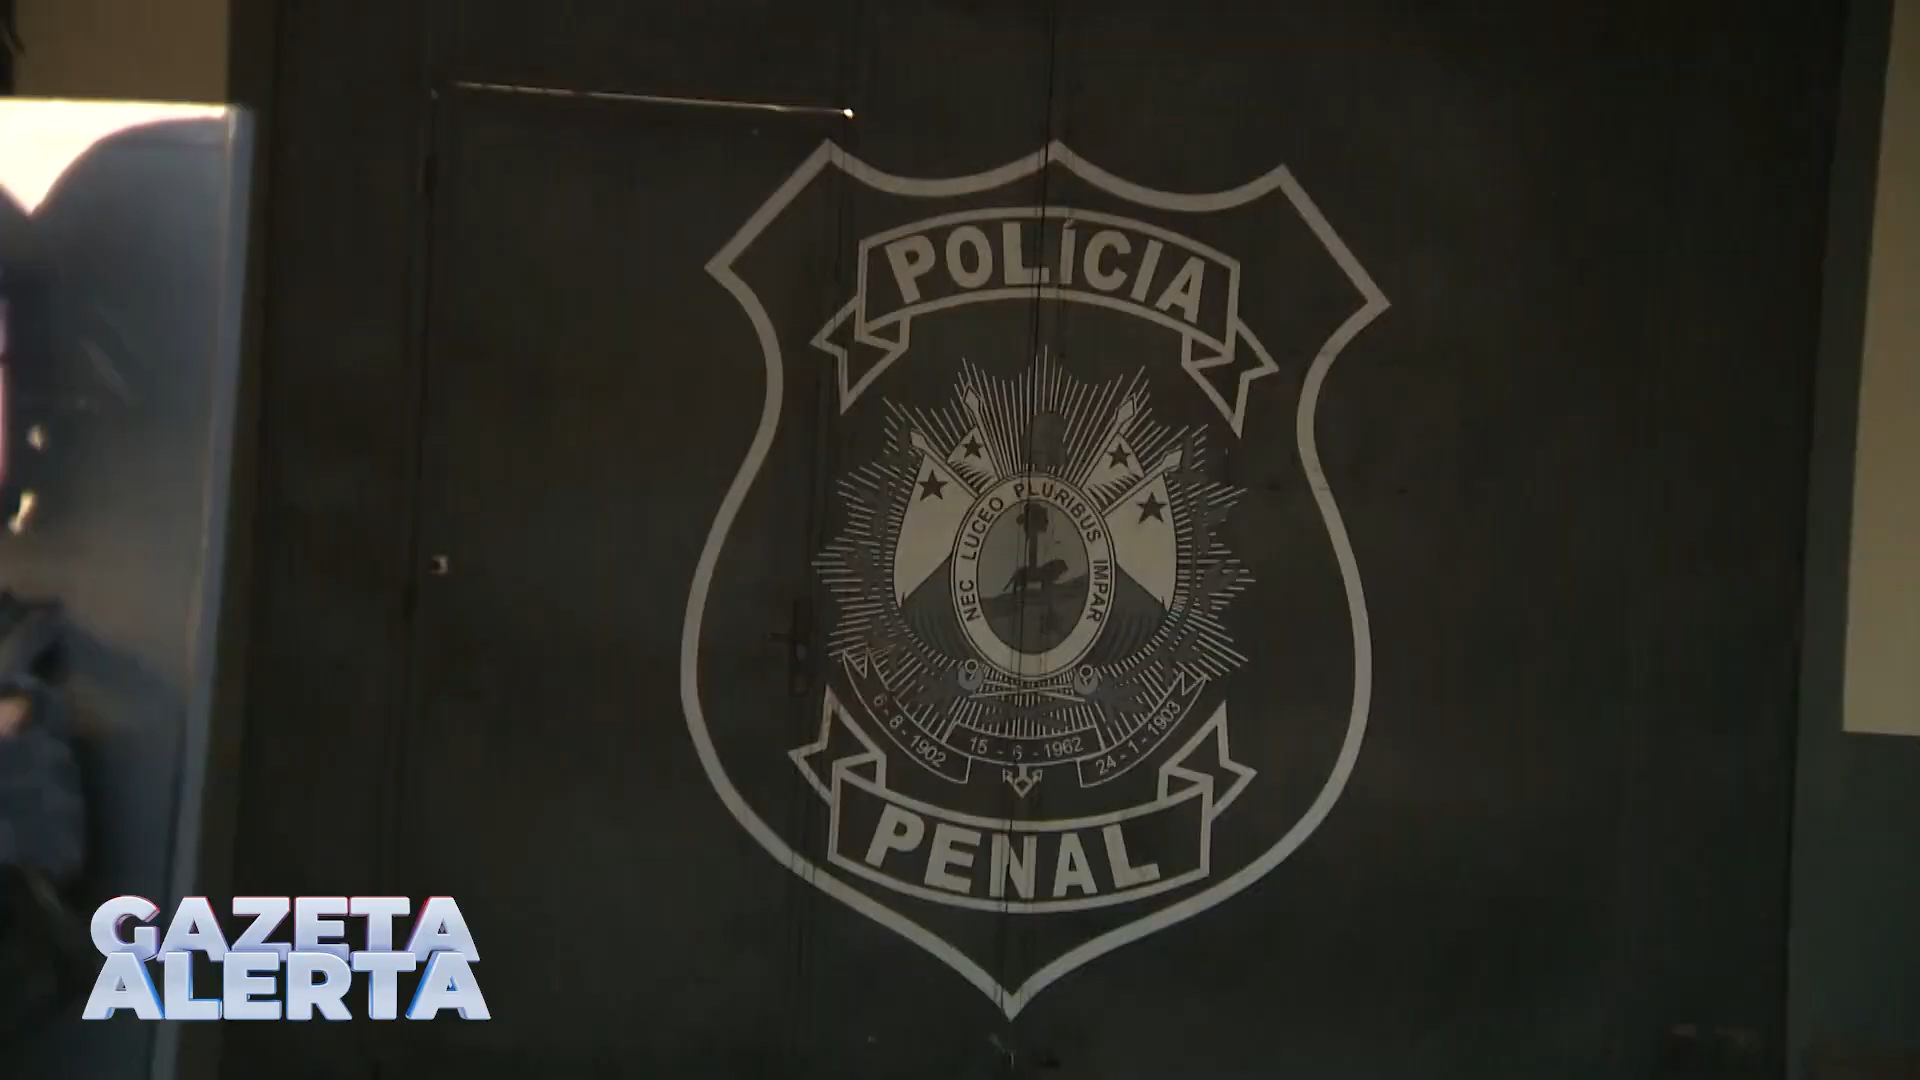 POLÍCIA
NEC LUCEO PLURIBUS IMPAR
6-8-1902
15-6-1962
24-1-1903
PENAL
GAZETA
ALERTA